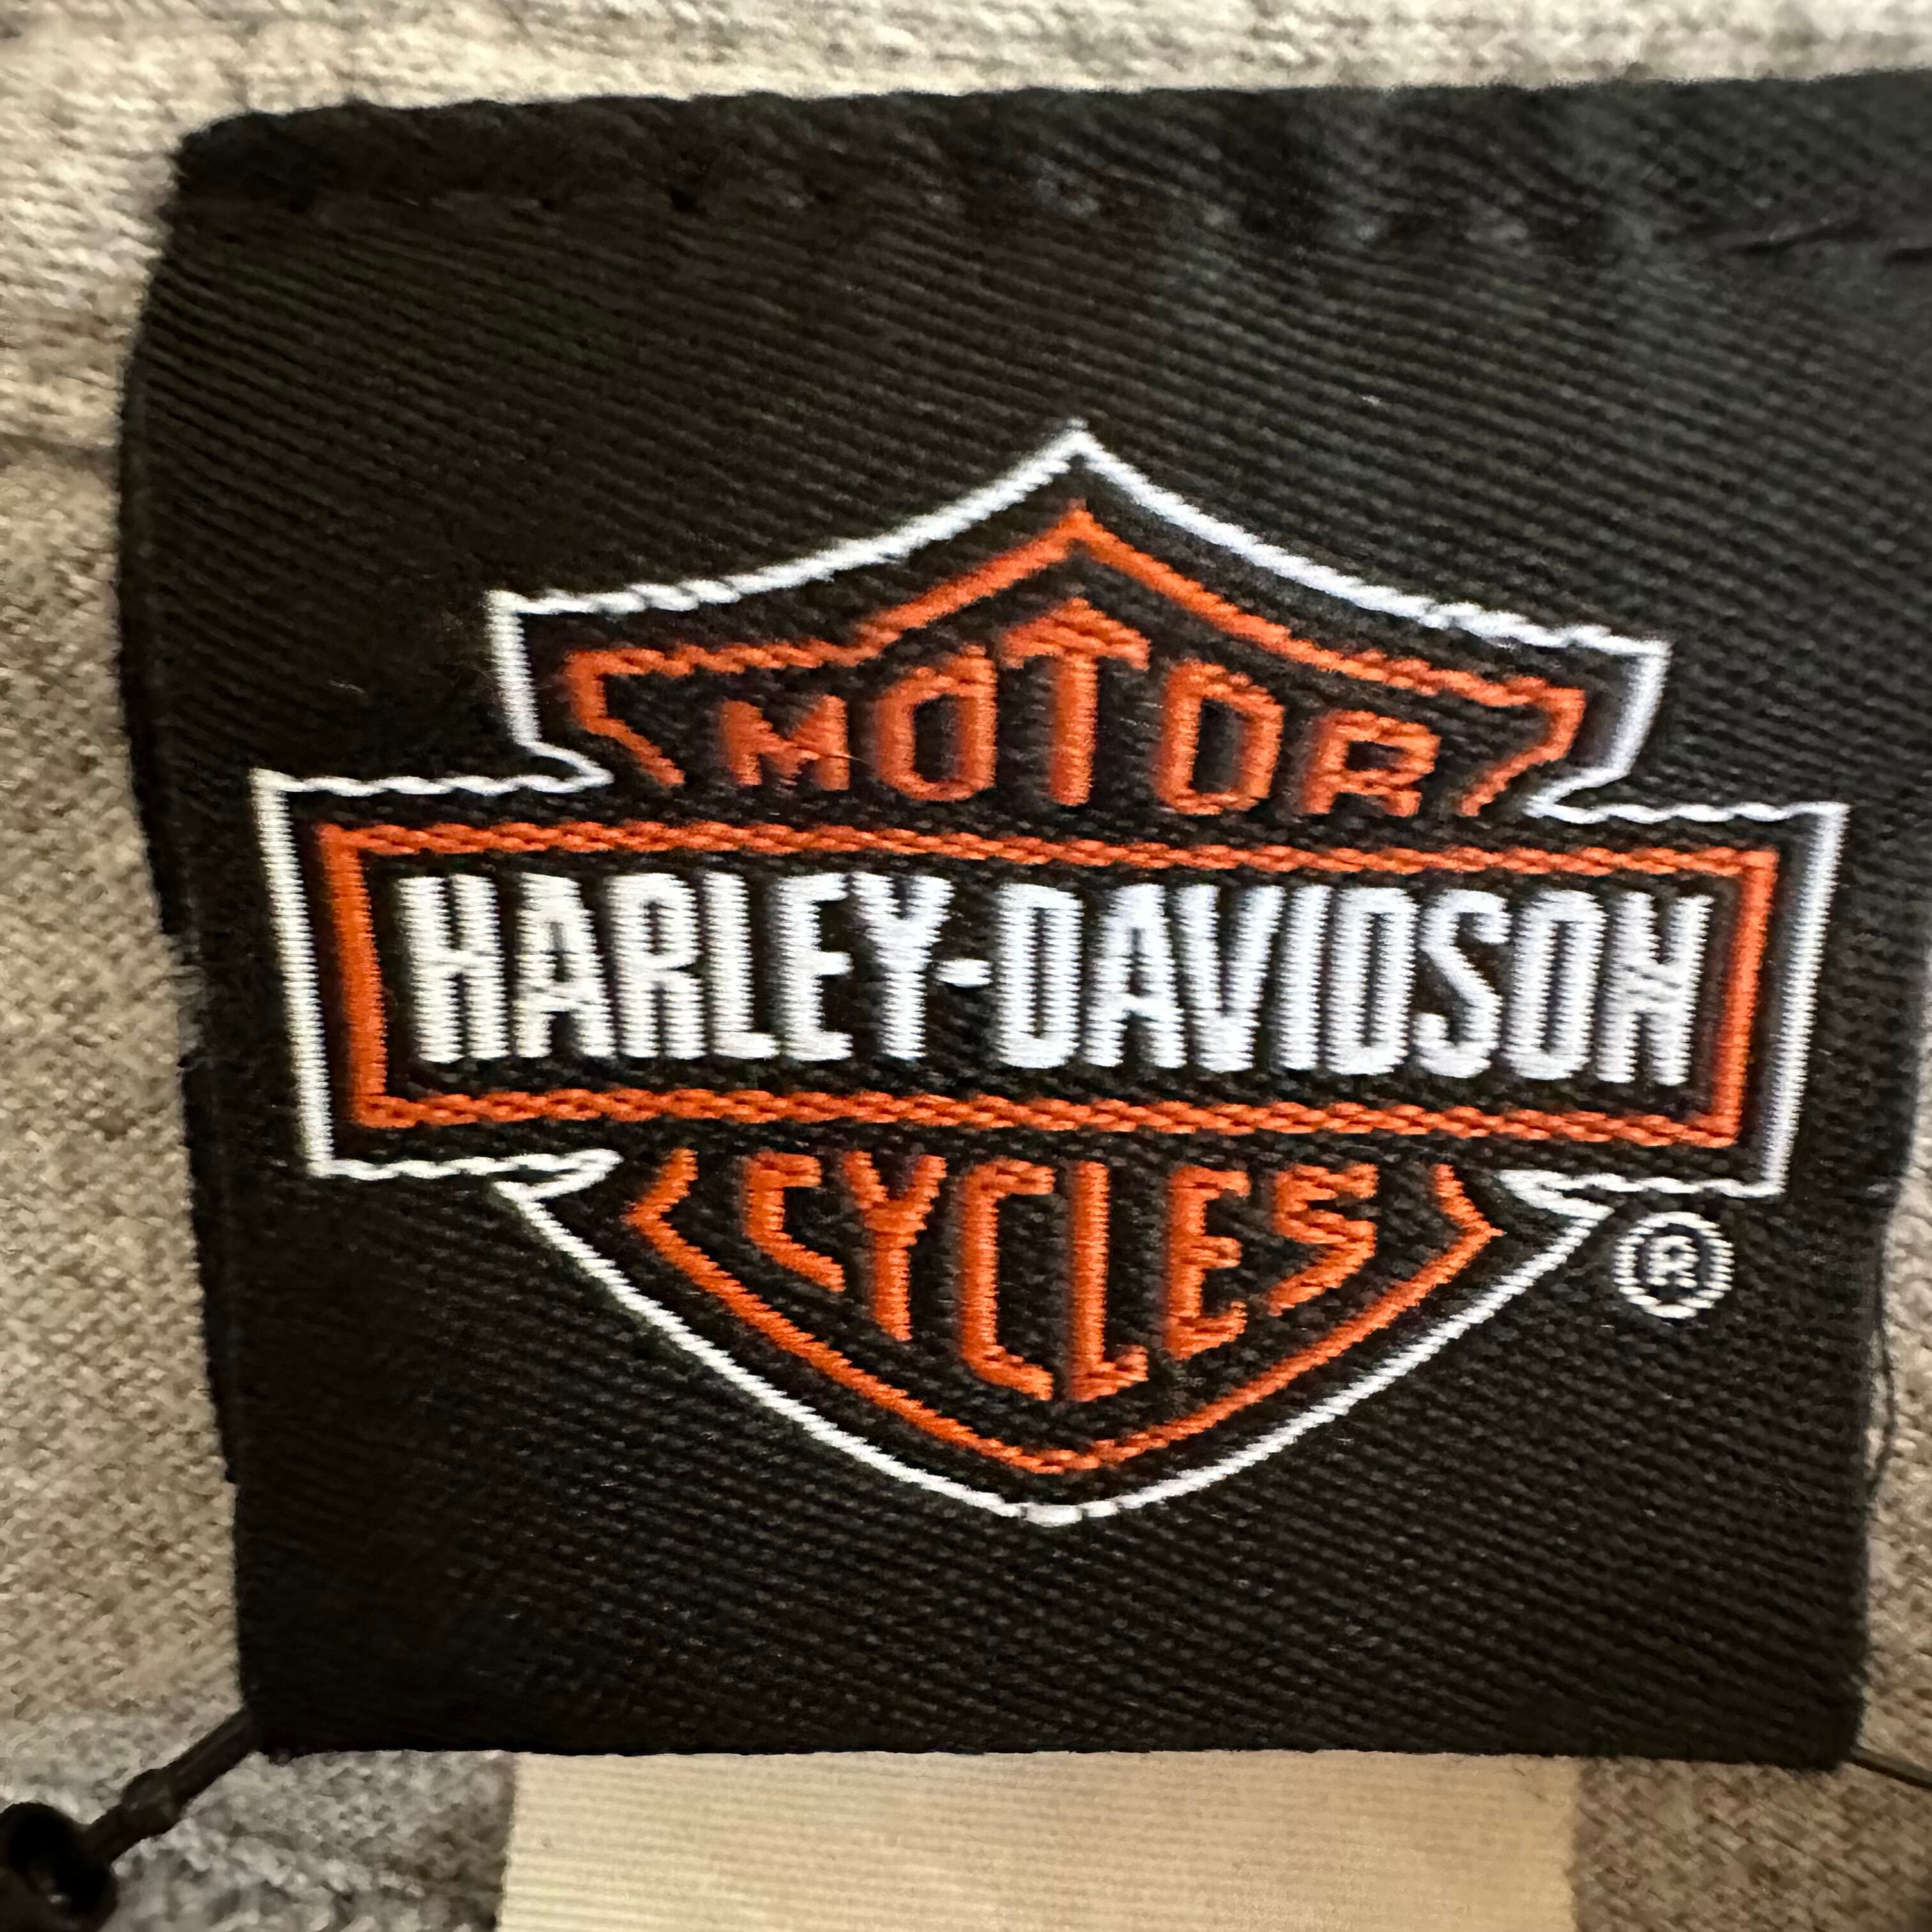 MOTOR
HARLEY-DAVIDSON
CYCLES
®